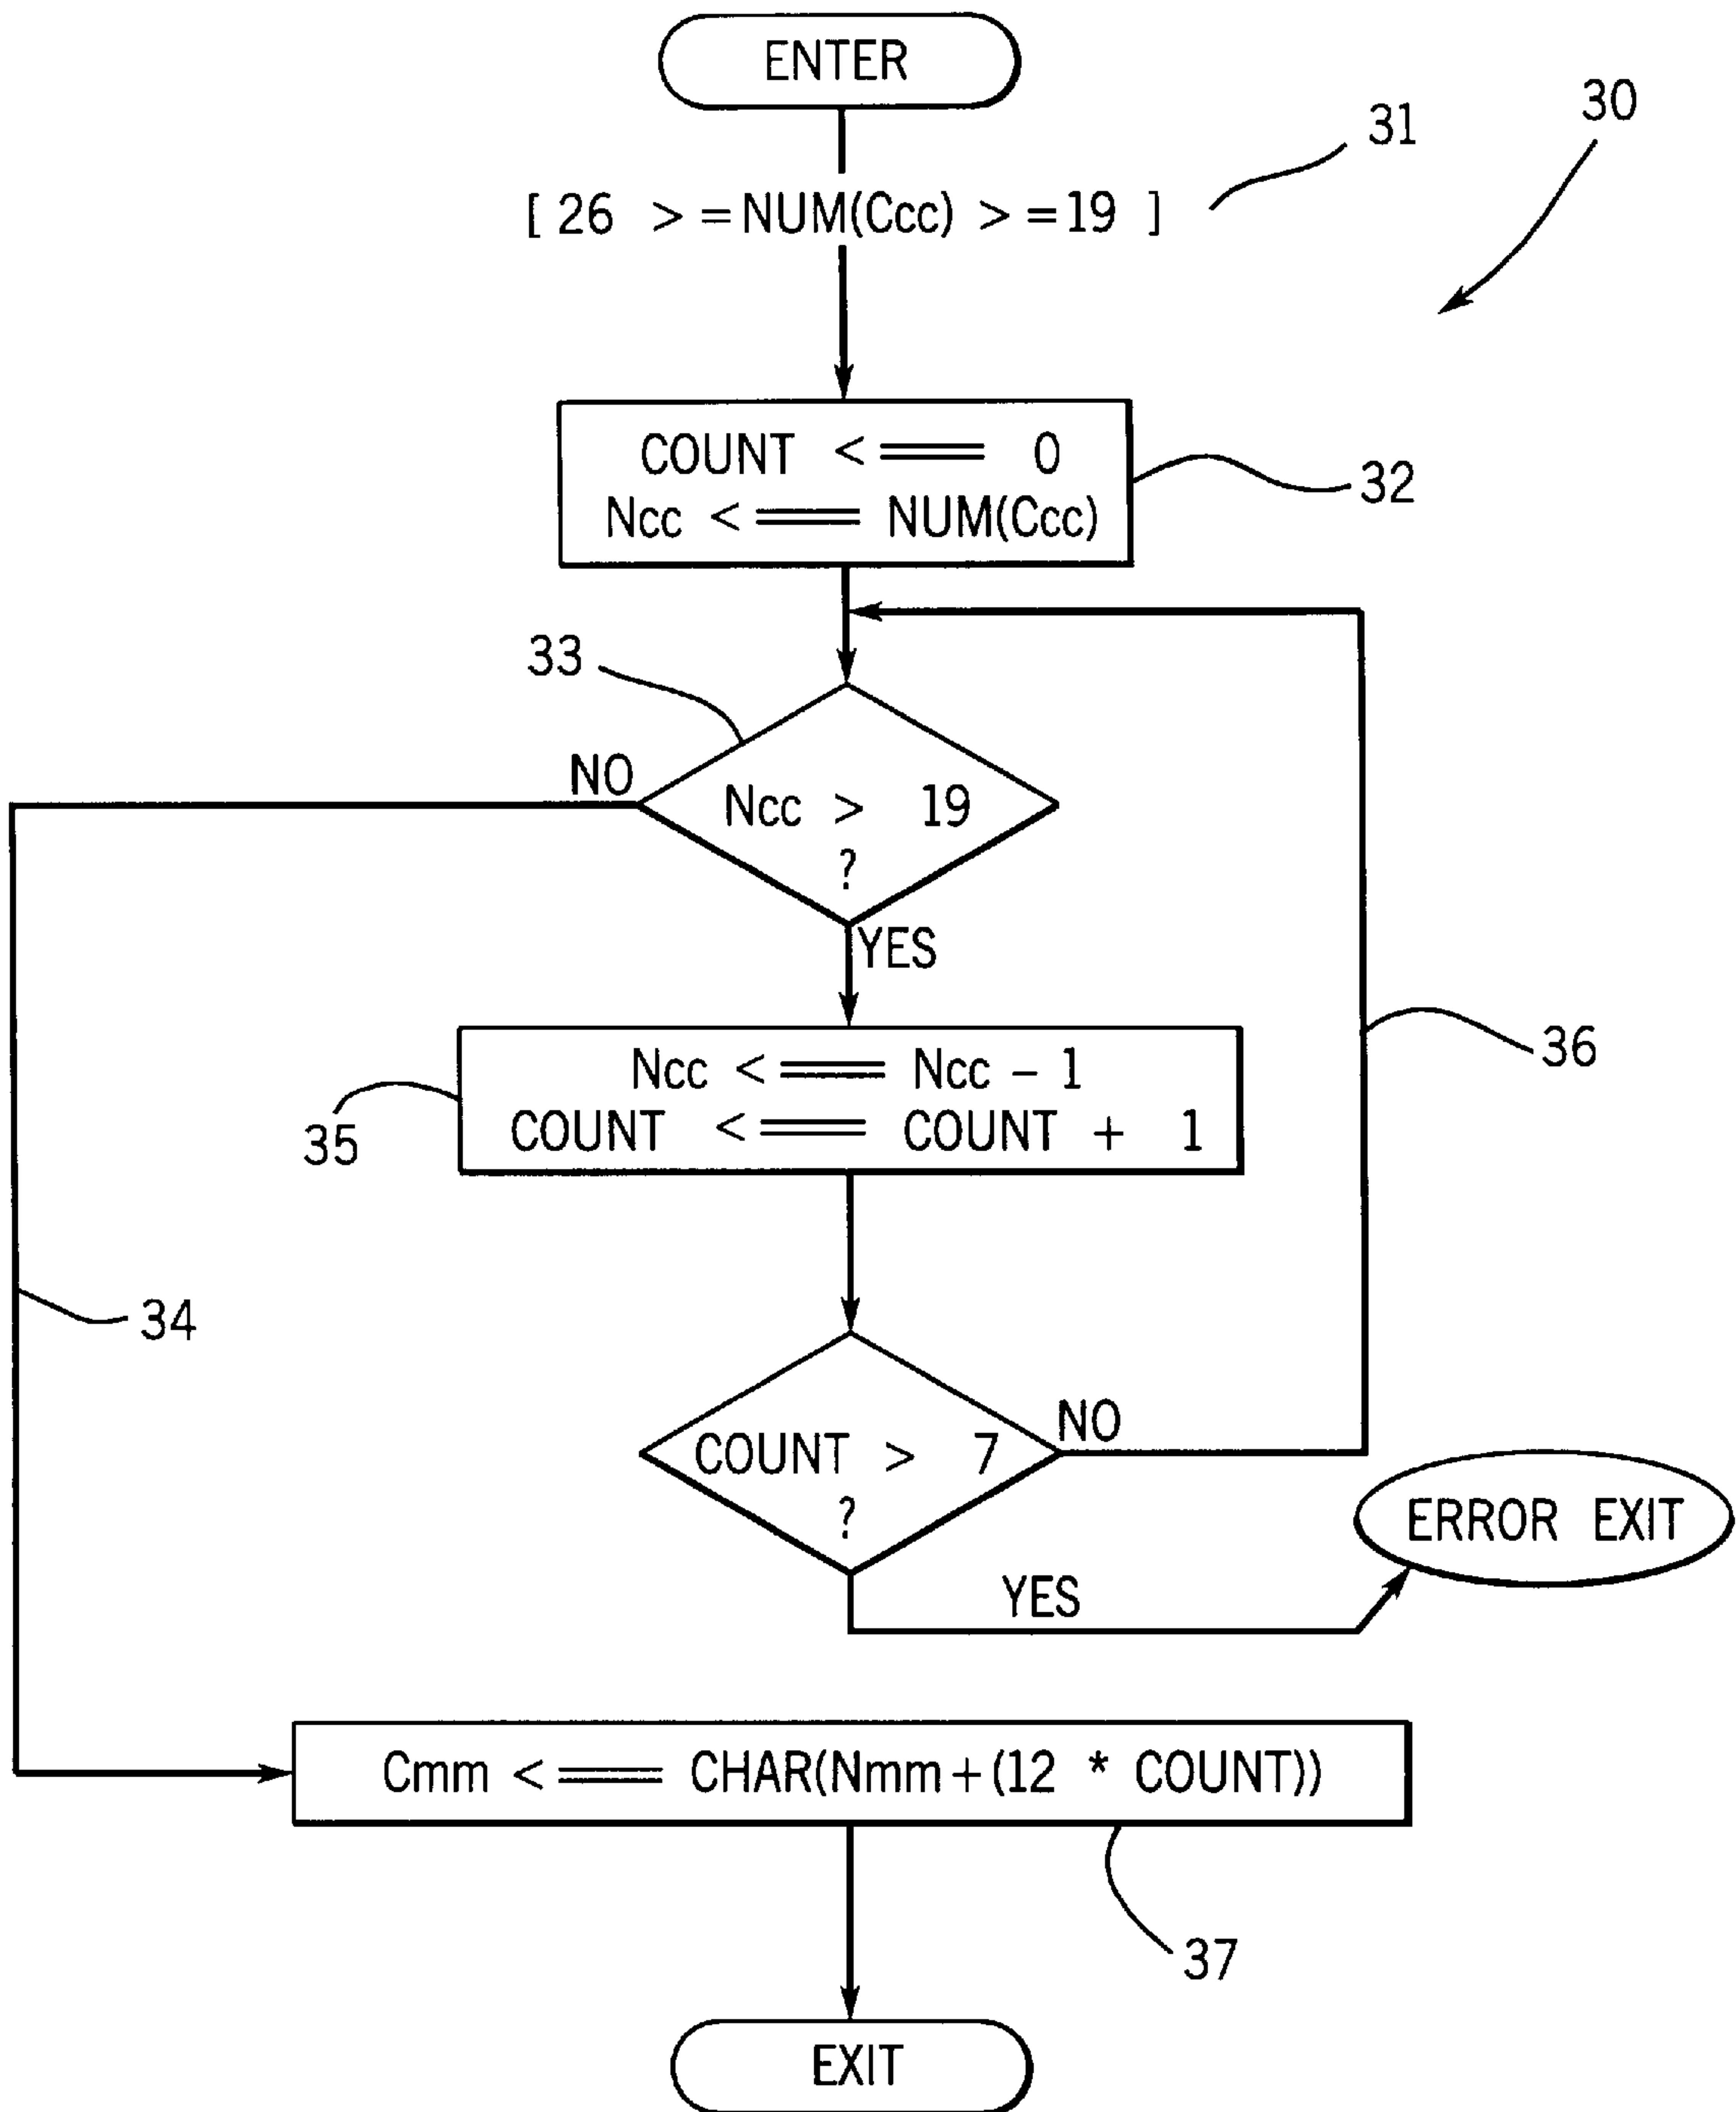 ENTER
30
31
[ 26 > = NUM(Ccc) > = 19 ]
COUNT <══ 0
Ncc <══ NUM(Ccc)
32
33
NO
Ncc > 19
?
YES
Ncc <══ Ncc - 1
COUNT <══ COUNT + 1
35
36
34
COUNT > 7
?
NO
ERROR EXIT
YES
Cmm <══ CHAR(Nmm+(12 * COUNT))
37
EXIT